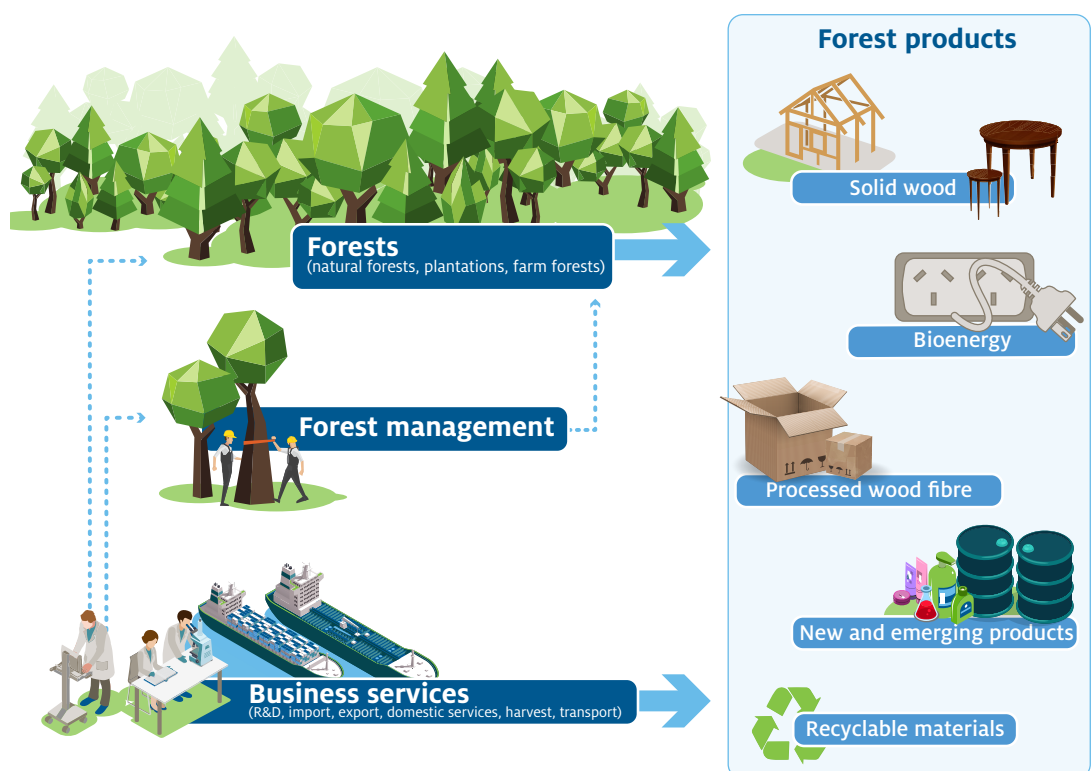 Forest products
Solid wood
Forests
(natural forests, plantations, farm forests)
Bioenergy
Forest management
Processed wood fibre
New and emerging products
Business services
(R&D, import, export, domestic services, harvest, transport)
Recyclable materials